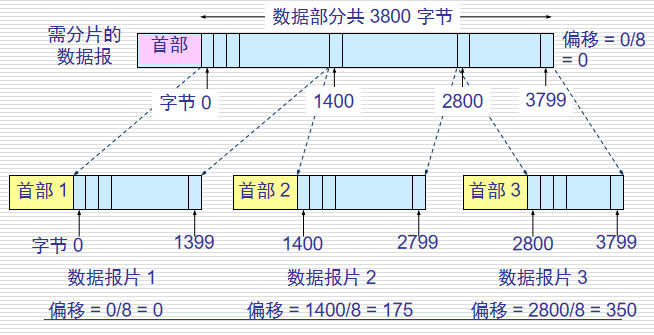 数据部分共 3800 字节
需分片的
数据报
首部
偏移 = 0/8
= 0
字节 0
1400
2800
3799
首部 1
首部 2
首部 3
字节 0
1399
1400
2799
2800
3799
数据报片 1
数据报片 2
数据报片 3
偏移 = 0/8 = 0
偏移 = 1400/8 = 175
偏移 = 2800/8 = 350